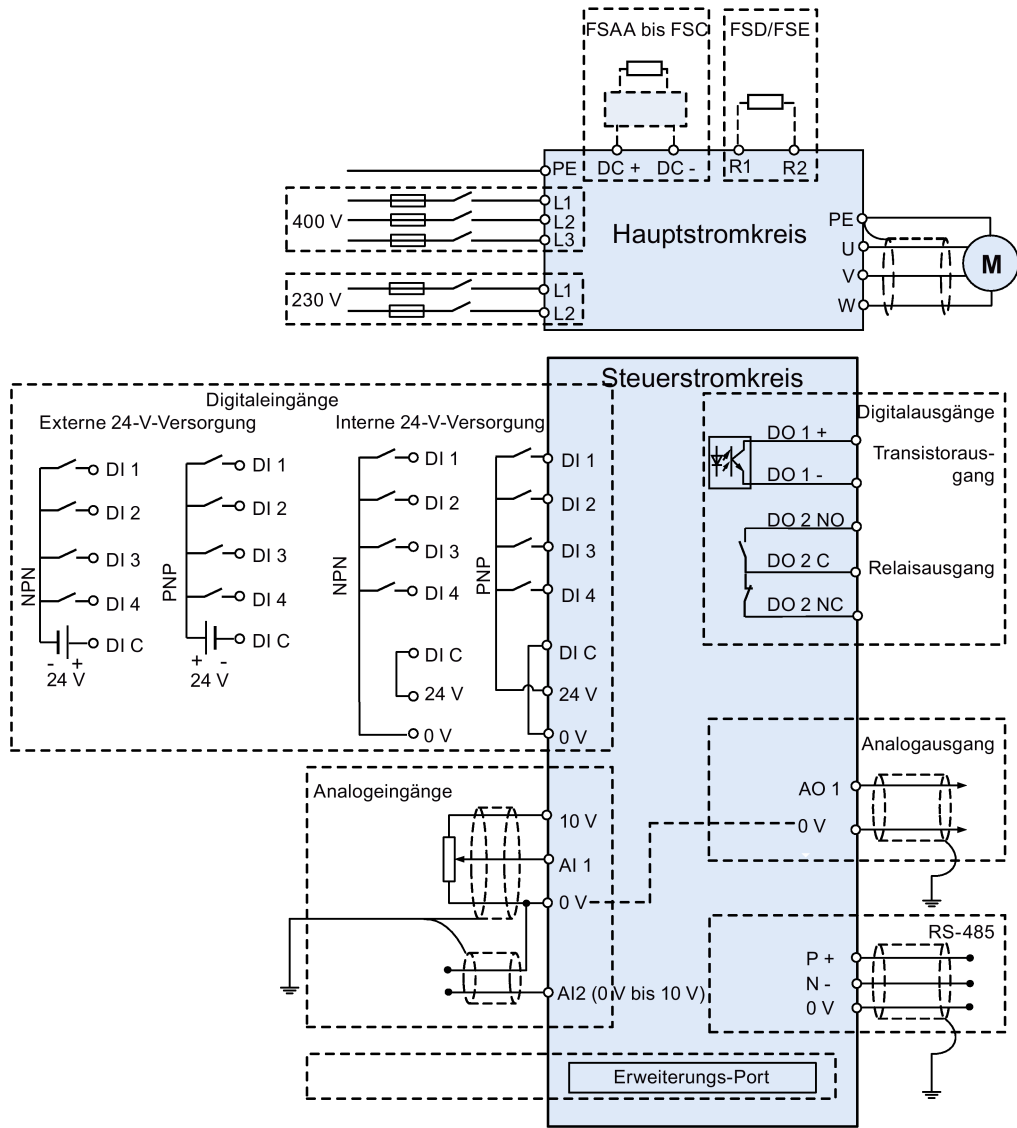 FSAA bis FSC
FSD/FSE
DC +
DC -
R1
R2
PE
400 V
L1
L2
L3
Hauptstromkreis
230 V
L1
L2
PE
U
V
W
M
Steuerstromkreis
Digitaleingänge
Externe 24-V-Versorgung
Interne 24-V-Versorgung
NPN
DI 1
DI 2
DI 3
DI 4
DI C
- +
24 V
PNP
DI 1
DI 2
DI 3
DI 4
DI C
+ -
24 V
NPN
DI 1
DI 2
DI 3
DI 4
DI C
24 V
0 V
PNP
DI 1
DI 2
DI 3
DI 4
DI C
24 V
0 V
Digitalausgänge
DO 1 +
DO 1 -
Transistoraus-
gang
DO 2 NO
DO 2 C
DO 2 NC
Relaisausgang
Analogeingänge
10 V
AI 1
0 V
AI2 (0 V bis 10 V)
Analogausgang
AO 1
0 V
RS-485
P +
N -
0 V
Erweiterungs-Port